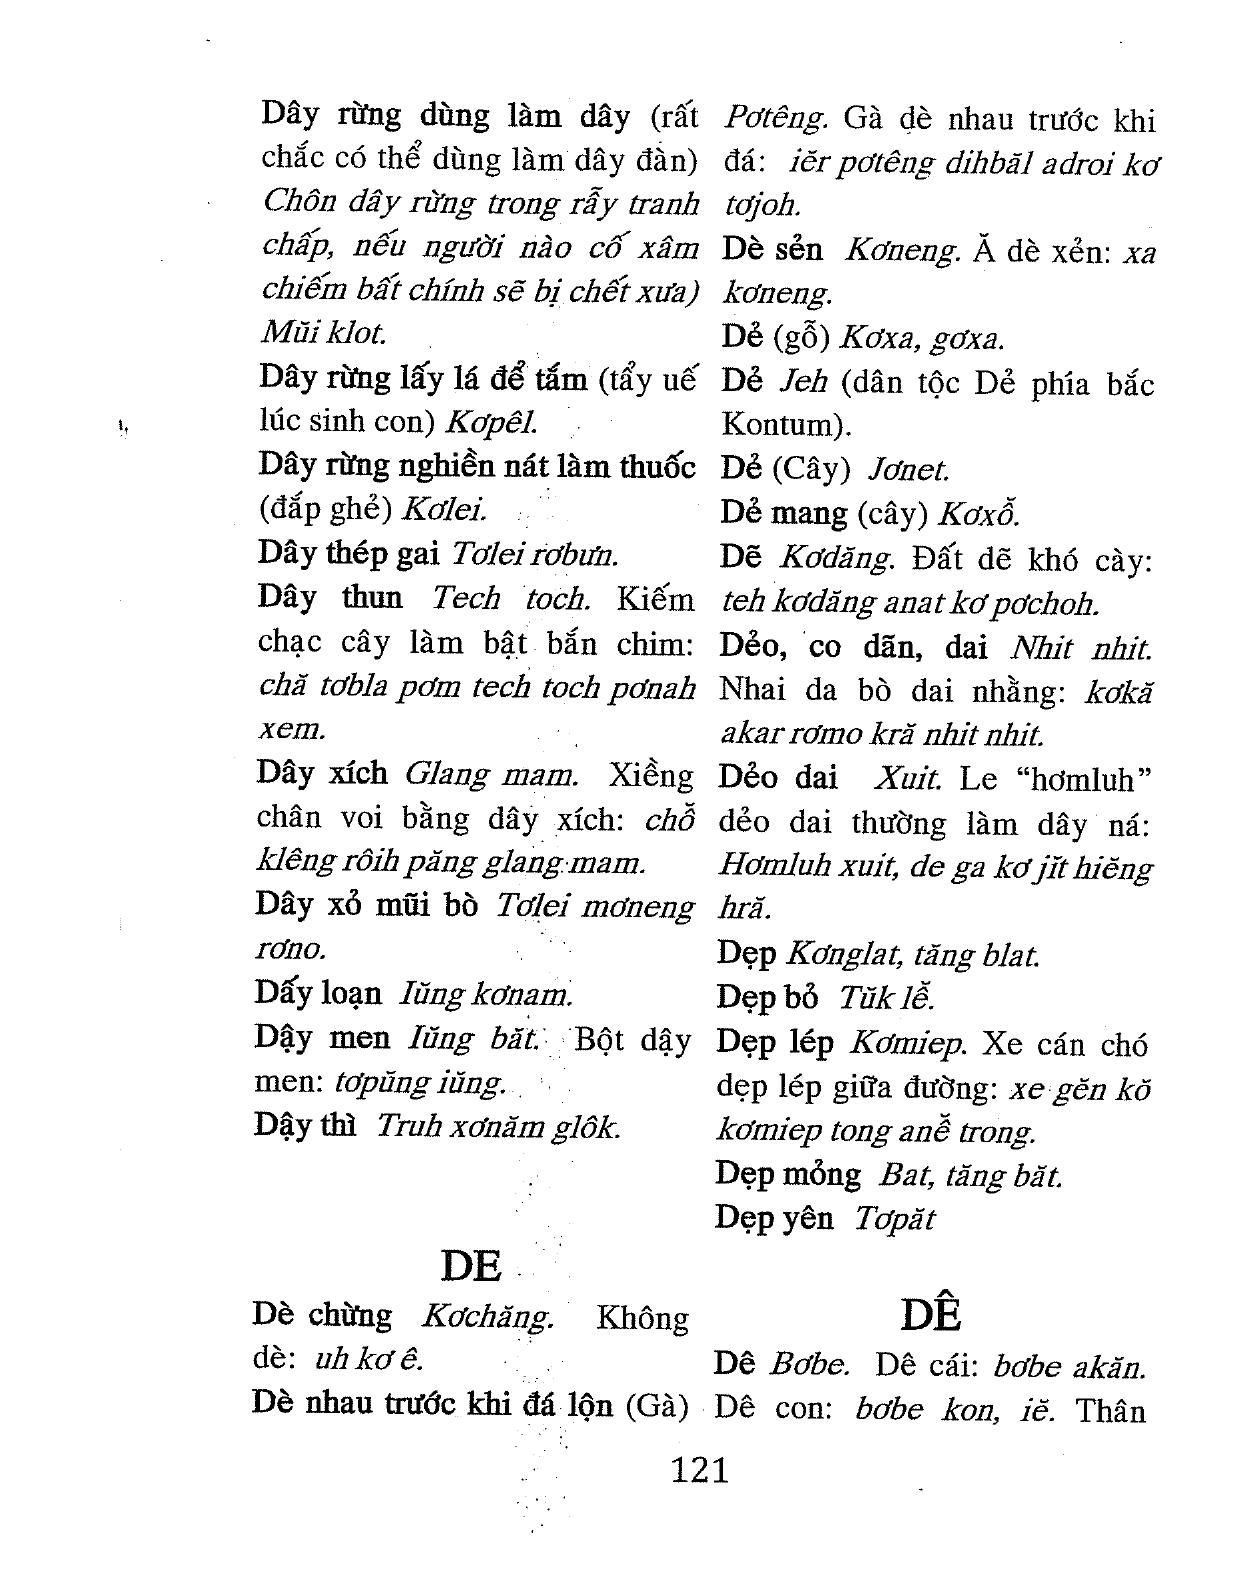 Dây rừng dùng làm dây (rất
chắc có thể dùng làm dây đàn)
Chôn dây rừng trong rẫy tranh
chấp, nếu người nào cố xâm
chiếm bất chính sẽ bị chết xưa)
Mŭi klot.
Dây rừng lấy lá để tắm (tẩy uế
lúc sinh con) Kơpêl.
Dây rừng nghiền nát làm thuốc
(đắp ghẻ) Kơlei.
Dây thép gai Tơlei rơbưn.
Dây thun Tech toch. Kiếm
chạc cây làm bật bắn chim:
chă tơbla pơm tech toch pơnah
xem.
Dây xích Glang mam. Xiềng
chân voi bằng dây xích: chỗ
klêng rôih păng glang mam.
Dây xỏ mũi bò Tơlei mơneng
rơno.
Dấy loạn Iŭng kơnam.
Dậy men Iŭng băt. Bột dậy
men: tơpŭng iŭng.
Dậy thì Truh xơnăm glôk.
DE
Dè chừng Kơchăng. Không
dè: uh kơ ê.
Dè nhau trước khi đá lộn (Gà)
Pơtêng. Gà dè nhau trước khi
đá: iĕr pơtêng dihbăl adroi kơ
tơjoh.
Dè sẻn Kơneng. Ă dè xẻn: xa
kơneng.
Dẻ (gỗ) Kơxa, gơxa.
Dẻ Jeh (dân tộc Dẻ phía bắc
Kontum).
Dẻ (Cây) Jơnet.
Dẻ mang (cây) Kơxỗ.
Dẽ Kơdăng. Đất dẽ khó cày:
teh kơdăng anat kơ pơchoh.
Dẻo, co dãn, dai Nhit nhit.
Nhai da bò dai nhằng: kơkă
akar rơmo kră nhit nhit.
Dẻo dai Xuit. Le “hơmluh”
dẻo dai thường làm dây ná:
Hơmluh xuit, de ga kơ jĭt hiĕng
hră.
Dẹp Kơnglat, tăng blat.
Dẹp bỏ Tŭk lễ.
Dẹp lép Kơmiep. Xe cán chó
dẹp lép giữa đường: xe gĕn kŏ
kơmiep tong anễ trong.
Dẹp mỏng Bat, tăng băt.
Dẹp yên Tơpăt
DÊ
Dê Bơbe. Dê cái: bơbe akăn.
Dê con: bơbe kon, iĕ. Thân
121